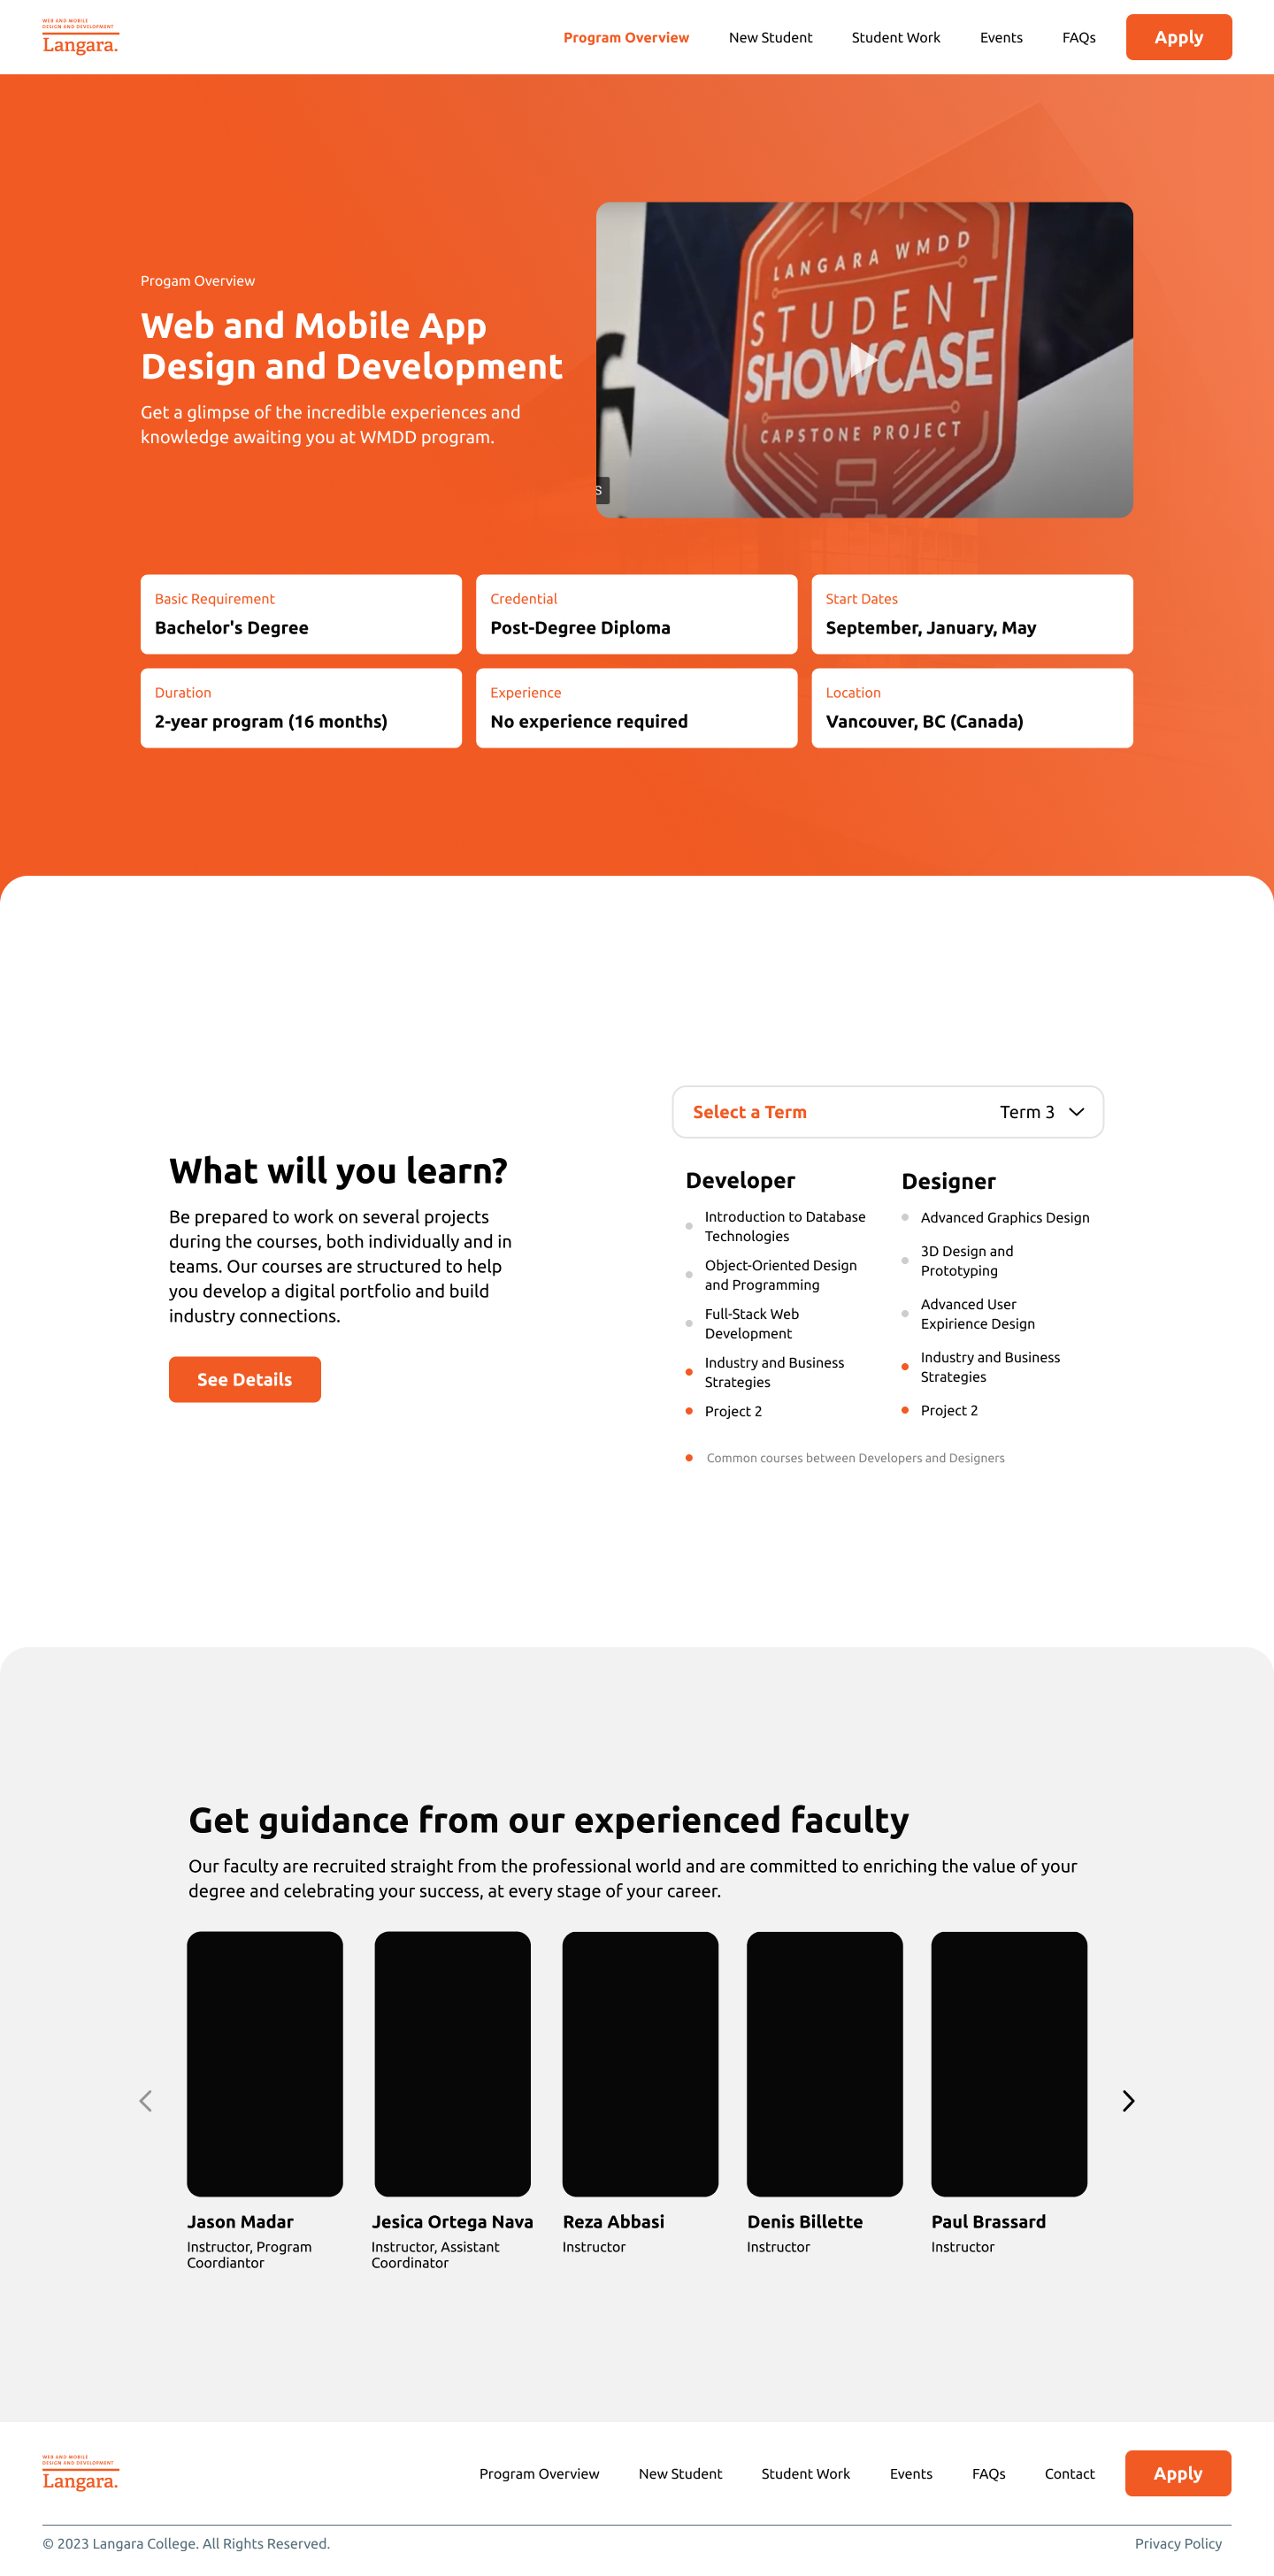 WEB AND MOBILE
DESIGN AND DEVELOPMENT
Langara.
Program Overview
New Student
Student Work
Events
FAQs
Apply
Progam Overview
Web and Mobile App
Design and Development
Get a glimpse of the incredible experiences and
knowledge awaiting you at WMDD program.
LANGARA WMDD
STUDENT
SHOWCASE
CAPSTONE PROJECT
S
Basic Requirement
Bachelor's Degree
Credential
Post-Degree Diploma
Start Dates
September, January, May
Duration
2-year program (16 months)
Experience
No experience required
Location
Vancouver, BC (Canada)
What will you learn?
Be prepared to work on several projects
during the courses, both individually and in
teams. Our courses are structured to help
you develop a digital portfolio and build
industry connections.
See Details
Select a Term
Term 3
Developer
Introduction to Database
Technologies
Object-Oriented Design
and Programming
Full-Stack Web
Development
Industry and Business
Strategies
Project 2
Designer
Advanced Graphics Design
3D Design and
Prototyping
Advanced User
Expirience Design
Industry and Business
Strategies
Project 2
Common courses between Developers and Designers
Get guidance from our experienced faculty
Our faculty are recruited straight from the professional world and are committed to enriching the value of your
degree and celebrating your success, at every stage of your career.
Jason Madar
Instructor, Program
Coordiantor
Jesica Ortega Nava
Instructor, Assistant
Coordinator
Reza Abbasi
Instructor
Denis Billette
Instructor
Paul Brassard
Instructor
WEB AND MOBILE
DESIGN AND DEVELOPMENT
Langara.
Program Overview
New Student
Student Work
Events
FAQs
Contact
Apply
© 2023 Langara College. All Rights Reserved.
Privacy Policy